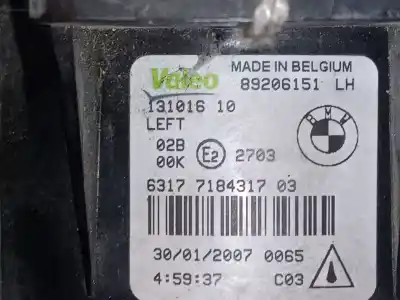 Valeo MADE IN BELGIUM
89206151 LH
131016 10
LEFT
02B
00K E2 2703
BMW
6317 7184317 03
30/01/2007 0065
4:59:37 C03